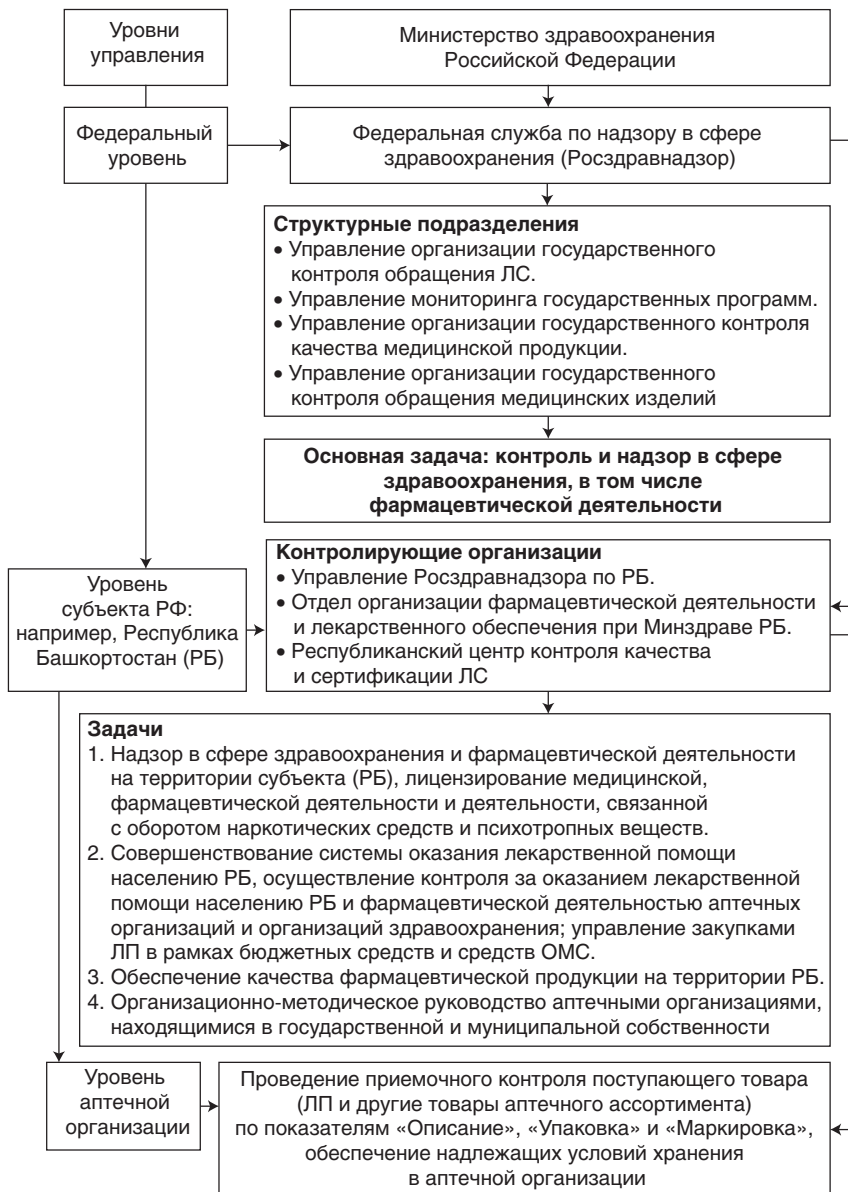 Уровни
управления
Министерство здравоохранения
Российской Федерации
Федеральный
уровень
Федеральная служба по надзору в сфере
здравоохранения (Росздравнадзор)
Структурные подразделения
• Управление организации государственного
контроля обращения ЛС.
• Управление мониторинга государственных программ.
• Управление организации государственного контроля
качества медицинской продукции.
• Управление организации государственного
контроля обращения медицинских изделий
Основная задача: контроль и надзор в сфере
здравоохранения, в том числе
фармацевтической деятельности
Уровень
субъекта РФ:
например, Республика
Башкортостан (РБ)
Контролирующие организации
• Управление Росздравнадзора по РБ.
• Отдел организации фармацевтической деятельности
и лекарственного обеспечения при Минздраве РБ.
• Республиканский центр контроля качества
и сертификации ЛС
Задачи
1. Надзор в сфере здравоохранения и фармацевтической деятельности
на территории субъекта (РБ), лицензирование медицинской,
фармацевтической деятельности и деятельности, связанной
с оборотом наркотических средств и психотропных веществ.
2. Совершенствование системы оказания лекарственной помощи
населению РБ, осуществление контроля за оказанием лекарственной
помощи населению РБ и фармацевтической деятельностью аптечных
организаций и организаций здравоохранения; управление закупками
ЛП в рамках бюджетных средств и средств ОМС.
3. Обеспечение качества фармацевтической продукции на территории РБ.
4. Организационно-методическое руководство аптечными организациями,
находящимися в государственной и муниципальной собственности
Уровень
аптечной
организации
Проведение приемочного контроля поступающего товара
(ЛП и другие товары аптечного ассортимента)
по показателям «Описание», «Упаковка» и «Маркировка»,
обеспечение надлежащих условий хранения
в аптечной организации